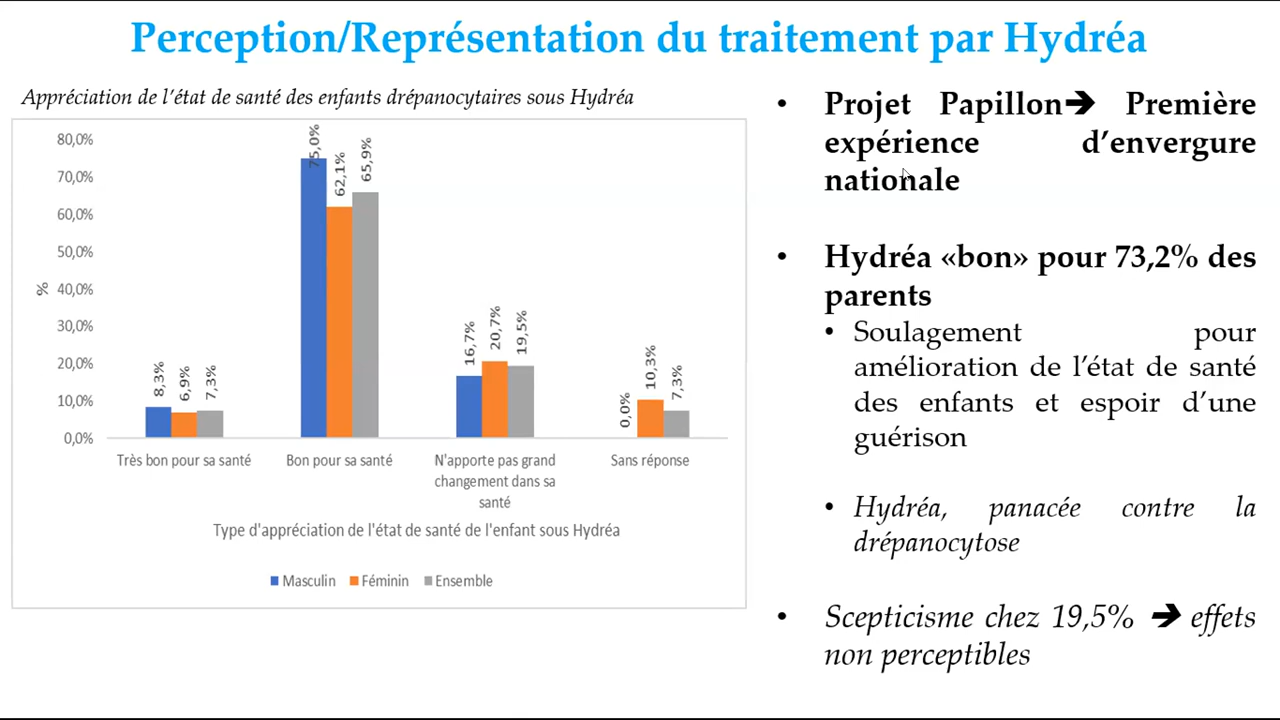 Perception/Représentation du traitement par Hydréa
Appréciation de l'état de santé des enfants drépanocytaires sous Hydréa
80,0%
70,0%
60,0%
50,0%
40,0%
30,0%
20,0%
10,0%
0,0%
%
8,3%
6,9%
7,3%
75,0%
62,1%
65,9%
16,7%
20,7%
19,5%
0,0%
10,3%
7,3%
Très bon pour sa santé
Bon pour sa santé
N'apporte pas grand
changement dans sa
santé
Sans réponse
Type d'appréciation de l'état de santé de l'enfant sous Hydréa
Masculin Féminin Ensemble
• Projet Papillon➔ Première
expérience d'envergure
nationale
• Hydréa «bon» pour 73,2% des
parents
• Soulagement pour
amélioration de l'état de santé
des enfants et espoir d'une
guérison
• Hydréa, panacée contre la
drépanocytose
• Scepticisme chez 19,5% ➔ effets
non perceptibles